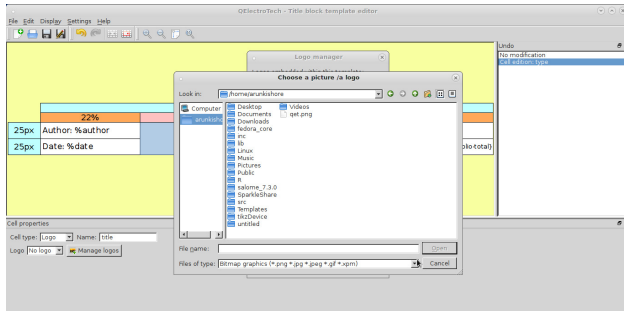 QElectroTech - Title block template editor
File Edit Display Settings Help
Undo
No modification
Cell edition: type
Logo manager
Choose a picture /a logo
Look in: /home/arunkishore
Computer
arunkisho
Desktop
Documents
Downloads
fedora_core
inc
lib
Linux
Music
Pictures
Public
R
salome_7.3.0
SparkleShare
src
Templates
tikzDevice
untitled
Videos
qet.png
22%
25px Author: %author
25px Date: %date
olio-total}
File name:
Open
Files of type: Bitmap graphics (*.png *.jpg *.jpeg *.gif *.xpm)
Cancel
Cell properties
Cell type: Logo Name: title
Logo No logo Manage logos